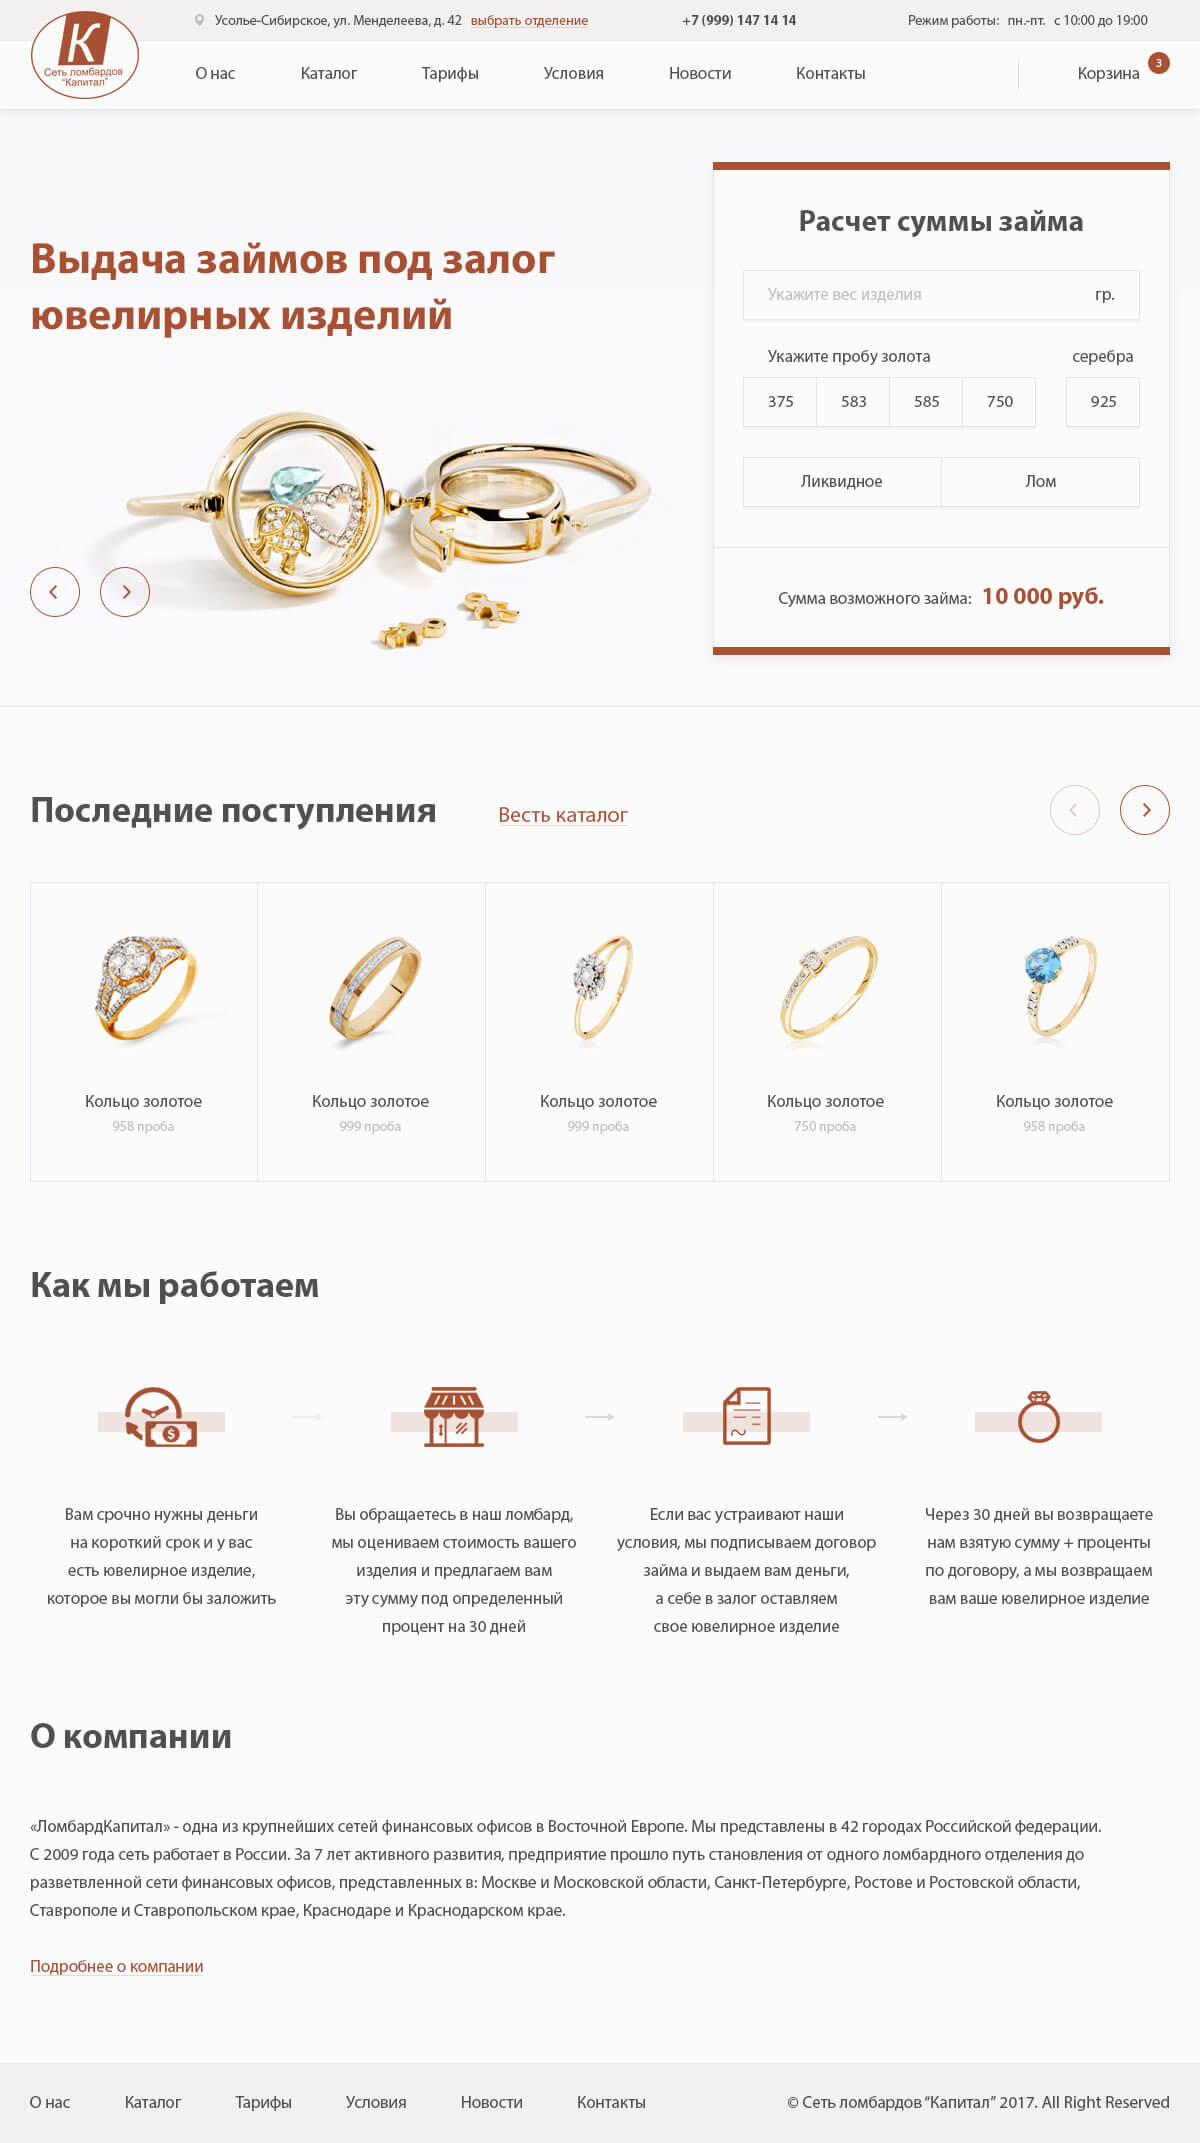 Усолье-Сибирское, ул. Менделеева, д. 42 выбрать отделение +7 (999) 147 14 14 Режим работы: пн.-пт. с 10:00 до 19:00
К
Сеть ломбардов
“Капитал”
О нас Каталог Тарифы Условия Новости Контакты Корзина 3
Выдача займов под залог
ювелирных изделий
Расчет суммы займа
Укажите вес изделия гр.
Укажите пробу золота серебра
375 583 585 750 925
Ликвидное Лом
Сумма возможного займа: 10 000 руб.
Последние поступления Весть каталог
Кольцо золотое Кольцо золотое Кольцо золотое Кольцо золотое Кольцо золотое
958 проба 999 проба 999 проба 750 проба 958 проба
Как мы работаем
Вам срочно нужны деньги
на короткий срок и у вас
есть ювелирное изделие,
которое вы могли бы заложить
Вы обращаетесь в наш ломбард,
мы оцениваем стоимость вашего
изделия и предлагаем вам
эту сумму под определенный
процент на 30 дней
Если вас устраивают наши
условия, мы подписываем договор
займа и выдаем вам деньги,
а себе в залог оставляем
свое ювелирное изделие
Через 30 дней вы возвращаете
нам взятую сумму + проценты
по договору, а мы возвращаем
вам ваше ювелирное изделие
О компании
«ЛомбардКапитал» - одна из крупнейших сетей финансовых офисов в Восточной Европе. Мы представлены в 42 городах Российской федерации.
С 2009 года сеть работает в России. За 7 лет активного развития, предприятие прошло путь становления от одного ломбардного отделения до
разветвленной сети финансовых офисов, представленных в: Москве и Московской области, Санкт-Петербурге, Ростове и Ростовской области,
Ставрополе и Ставропольском крае, Краснодаре и Краснодарском крае.
Подробнее о компании
О нас Каталог Тарифы Условия Новости Контакты © Сеть ломбардов “Капитал” 2017. All Right Reserved